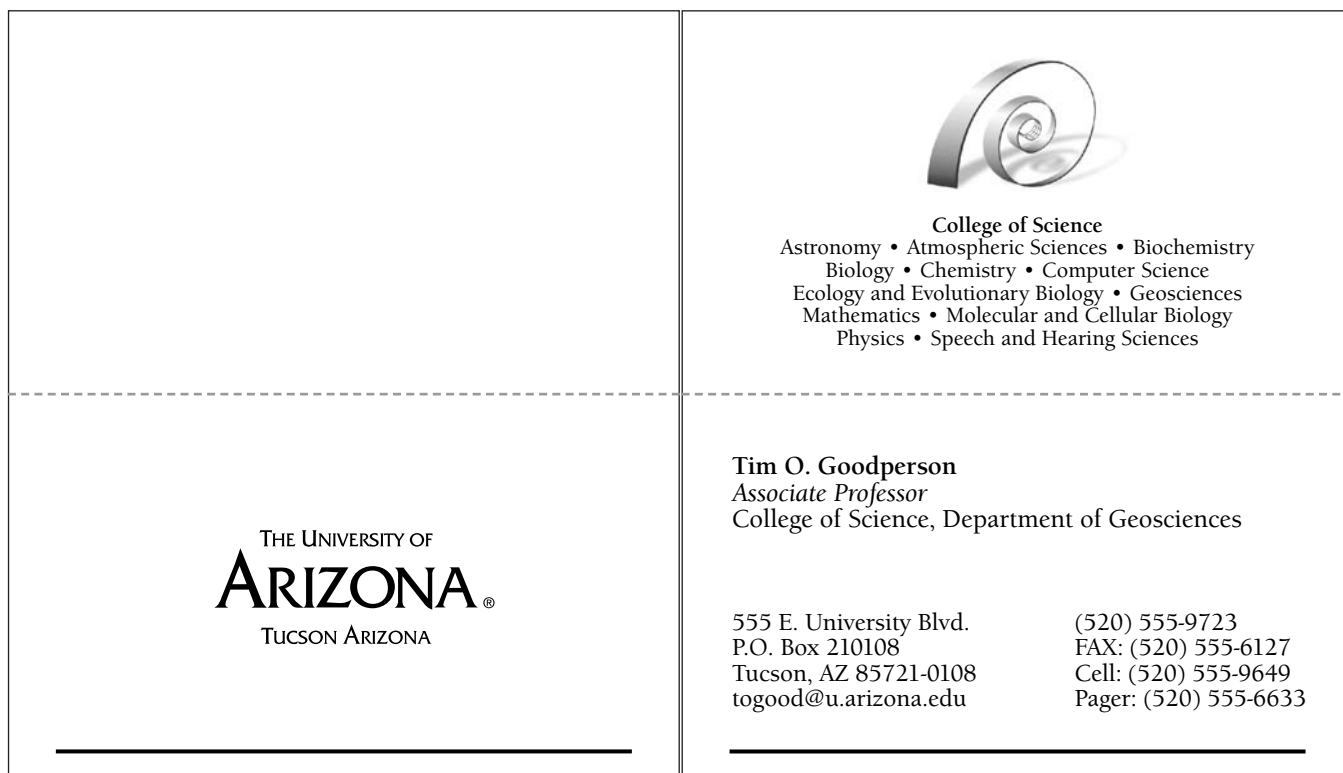 College of Science
Astronomy • Atmospheric Sciences • Biochemistry
Biology • Chemistry • Computer Science
Ecology and Evolutionary Biology • Geosciences
Mathematics • Molecular and Cellular Biology
Physics • Speech and Hearing Sciences
THE UNIVERSITY OF
ARIZONA®
TUCSON ARIZONA
Tim O. Goodperson
Associate Professor
College of Science, Department of Geosciences
555 E. University Blvd.
P.O. Box 210108
Tucson, AZ 85721-0108
togood@u.arizona.edu
(520) 555-9723
FAX: (520) 555-6127
Cell: (520) 555-9649
Pager: (520) 555-6633